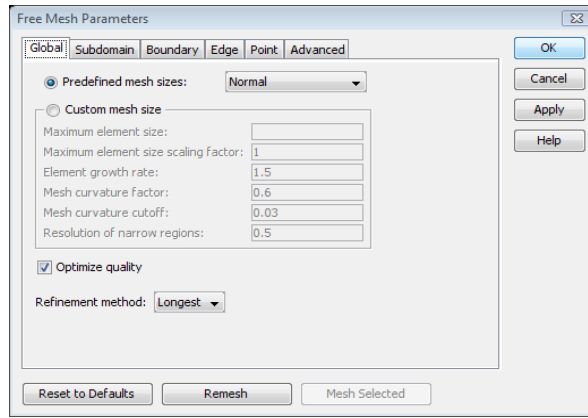 Free Mesh Parameters
Global Subdomain Boundary Edge Point Advanced
OK
Predefined mesh sizes: Normal
Cancel
Custom mesh size
Apply
Maximum element size:
Help
Maximum element size scaling factor: 1
Element growth rate: 1.5
Mesh curvature factor: 0.6
Mesh curvature cutoff: 0.03
Resolution of narrow regions: 0.5
Optimize quality
Refinement method: Longest
Reset to Defaults Remesh Mesh Selected